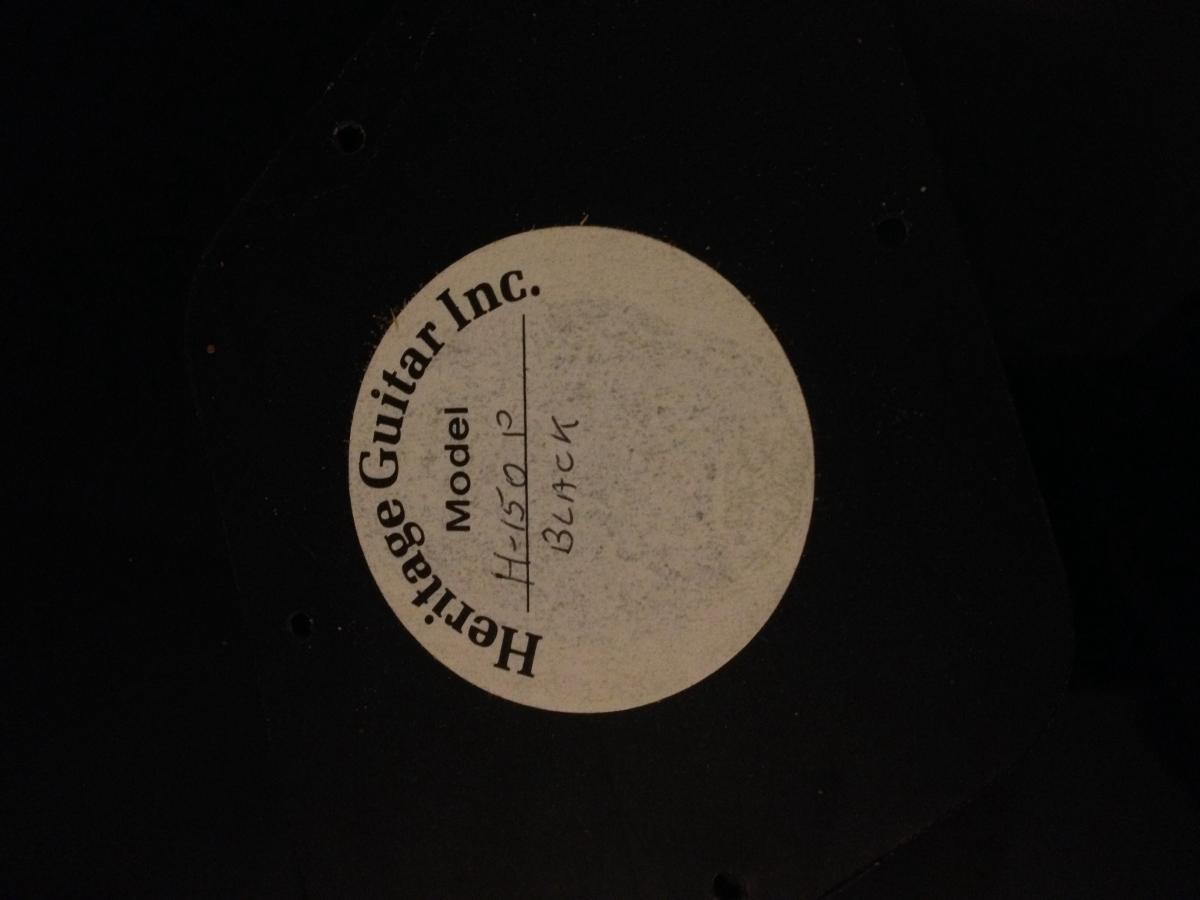 Heritage Guitar Inc.
Model
H-150 P
BLACK